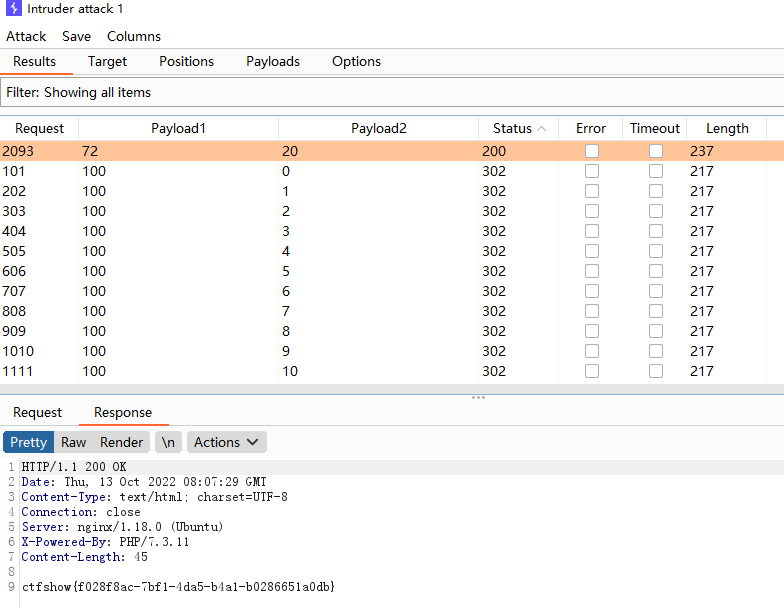 Intruder attack 1
Attack Save Columns
Results Target Positions Payloads Options
Filter: Showing all items
Request Payload1 Payload2 Status Error Timeout Length
2093 72 20 200 237
101 100 0 302 217
202 100 1 302 217
303 100 2 302 217
404 100 3 302 217
505 100 4 302 217
606 100 5 302 217
707 100 6 302 217
808 100 7 302 217
909 100 8 302 217
1010 100 9 302 217
1111 100 10 302 217
Request Response
Pretty Raw Render \n Actions
1 HTTP/1.1 200 OK
2 Date: Thu, 13 Oct 2022 08:07:29 GMT
3 Content-Type: text/html; charset=UTF-8
4 Connection: close
5 Server: nginx/1.18.0 (Ubuntu)
6 X-Powered-By: PHP/7.3.11
7 Content-Length: 45
8
9 ctfshow{f028f8ac-7bf1-4da5-b4a1-b0286651a0db}